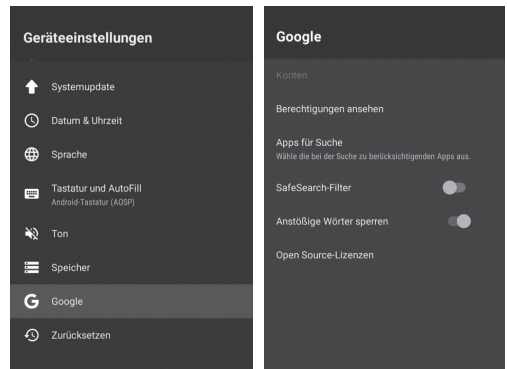 Geräteeinstellungen
Systemupdate
Datum & Uhrzeit
Sprache
Tastatur und AutoFill
Android-Tastatur (AOSP)
Ton
Speicher
Google
Zurücksetzen
Google
Konten
Berechtigungen ansehen
Apps für Suche
Wähle die bei der Suche zu berücksichtigenden Apps aus.
SafeSearch-Filter
Anstößige Wörter sperren
Open Source-Lizenzen